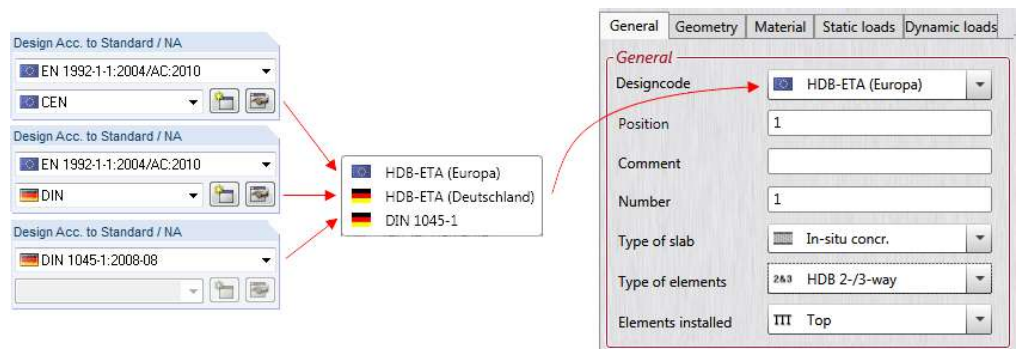 Design Acc. to Standard / NA
EN 1992-1-1:2004/AC:2010
CEN
Design Acc. to Standard / NA
EN 1992-1-1:2004/AC:2010
DIN
Design Acc. to Standard / NA
DIN 1045-1:2008-08
HDB-ETA (Europa)
HDB-ETA (Deutschland)
DIN 1045-1
General Geometry Material Static loads Dynamic loads
General
Designcode HDB-ETA (Europa)
Position 1
Comment
Number 1
Type of slab In-situ concr.
Type of elements 2&3 HDB 2-/3-way
Elements installed Top